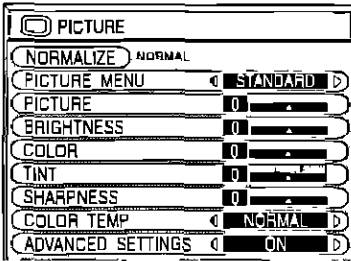 PICTURE
NORMALIZE NORMAL
PICTURE MENU STANDARD
PICTURE 0
BRIGHTNESS 0
COLOR 0
TINT 0
SHARPNESS 0
COLOR TEMP NORMAL
ADVANCED SETTINGS ON